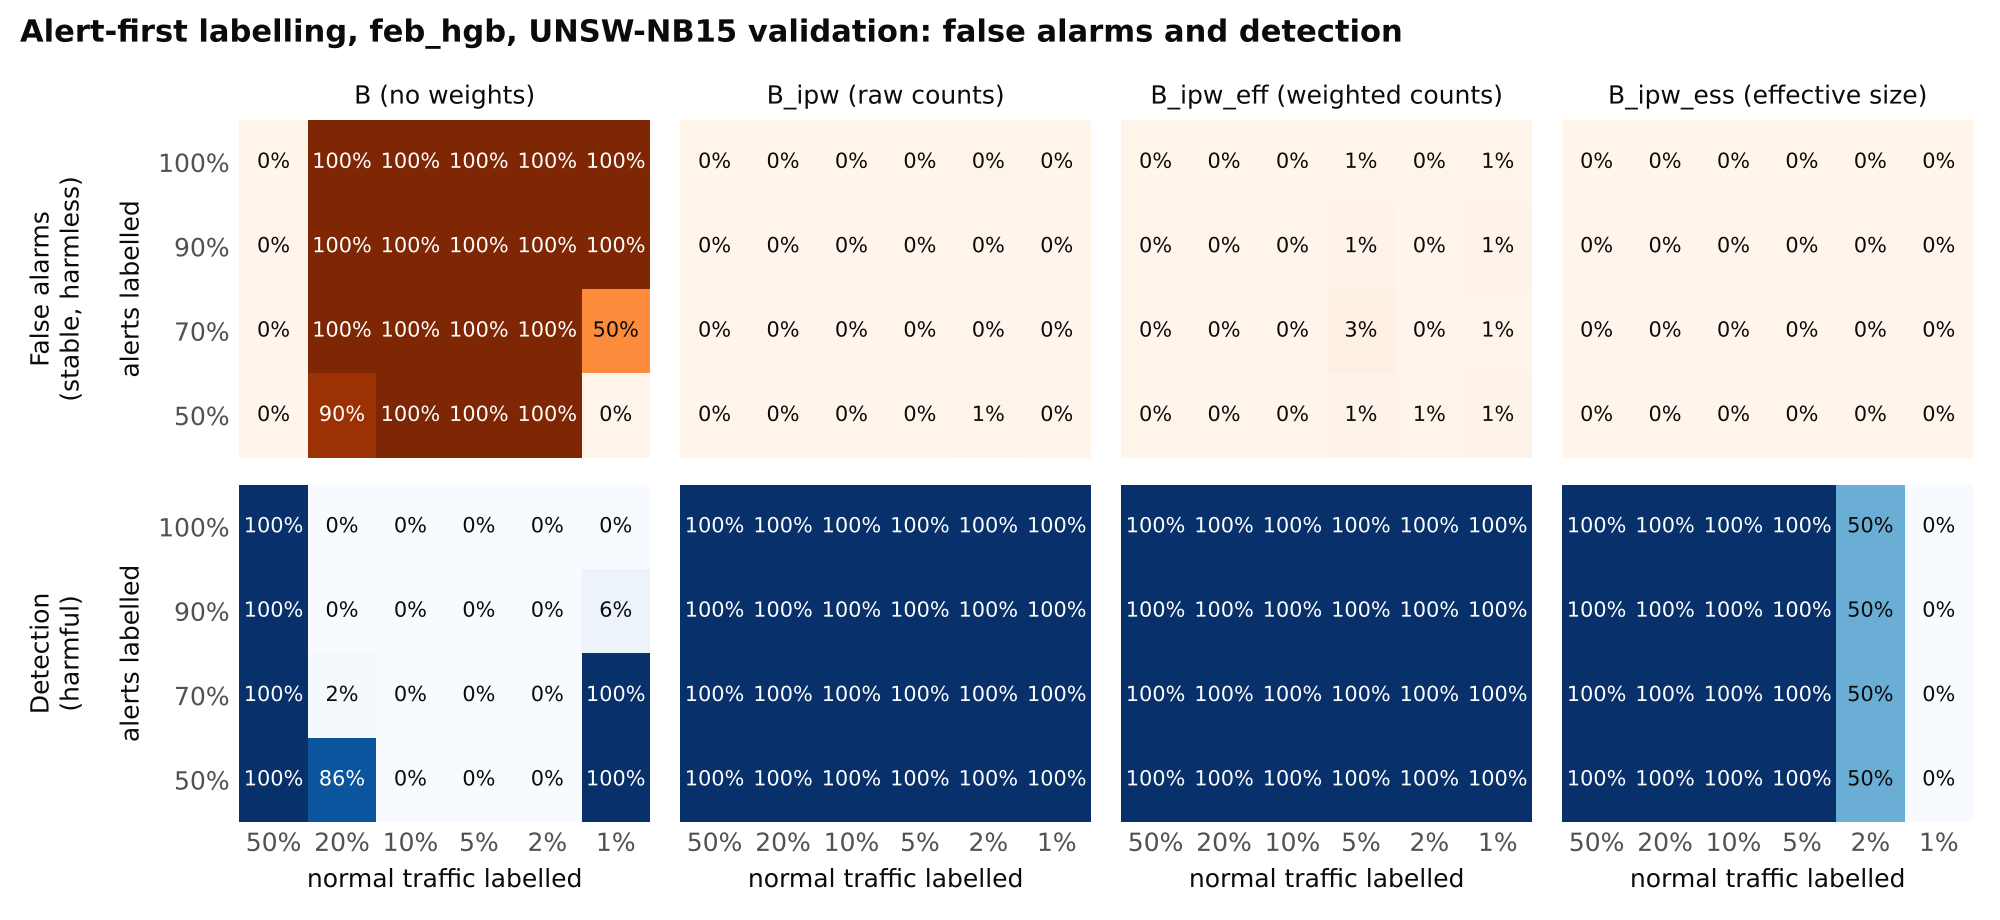 Alert-first labelling, feb_hgb, UNSW-NB15 validation: false alarms and detection
B (no weights) B_ipw (raw counts) B_ipw_eff (weighted counts) B_ipw_ess (effective size)
False alarms
(stable, harmless)
alerts labelled
100% 0% 100% 100% 100% 100% 100% 0% 0% 0% 0% 0% 0% 0% 0% 0% 1% 0% 1% 0% 0% 0% 0% 0% 0%
90% 0% 100% 100% 100% 100% 100% 0% 0% 0% 0% 0% 0% 0% 0% 0% 1% 0% 1% 0% 0% 0% 0% 0% 0%
70% 0% 100% 100% 100% 100% 50% 0% 0% 0% 0% 0% 0% 0% 0% 0% 3% 0% 1% 0% 0% 0% 0% 0% 0%
50% 0% 90% 100% 100% 100% 0% 0% 0% 0% 0% 1% 0% 0% 0% 0% 1% 1% 1% 0% 0% 0% 0% 0% 0%
Detection
(harmful)
alerts labelled
100% 100% 0% 0% 0% 0% 0% 100% 100% 100% 100% 100% 100% 100% 100% 100% 100% 100% 100% 100% 100% 100% 100% 50% 0%
90% 100% 0% 0% 0% 0% 6% 100% 100% 100% 100% 100% 100% 100% 100% 100% 100% 100% 100% 100% 100% 100% 100% 50% 0%
70% 100% 2% 0% 0% 0% 100% 100% 100% 100% 100% 100% 100% 100% 100% 100% 100% 100% 100% 100% 100% 100% 100% 50% 0%
50% 100% 86% 0% 0% 0% 100% 100% 100% 100% 100% 100% 100% 100% 100% 100% 100% 100% 100% 100% 100% 100% 100% 50% 0%
50% 20% 10% 5% 2% 1% 50% 20% 10% 5% 2% 1% 50% 20% 10% 5% 2% 1% 50% 20% 10% 5% 2% 1%
normal traffic labelled normal traffic labelled normal traffic labelled normal traffic labelled